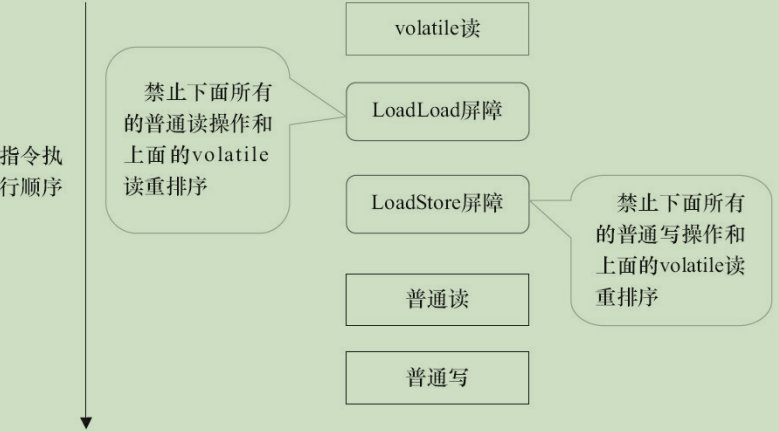 volatile读
禁止下面所有
的普通读操作和
上面的volatile
读重排序
LoadLoad屏障
指令执
行顺序
LoadStore屏障
禁止下面所有
的普通写操作和
上面的volatile读
重排序
普通读
普通写